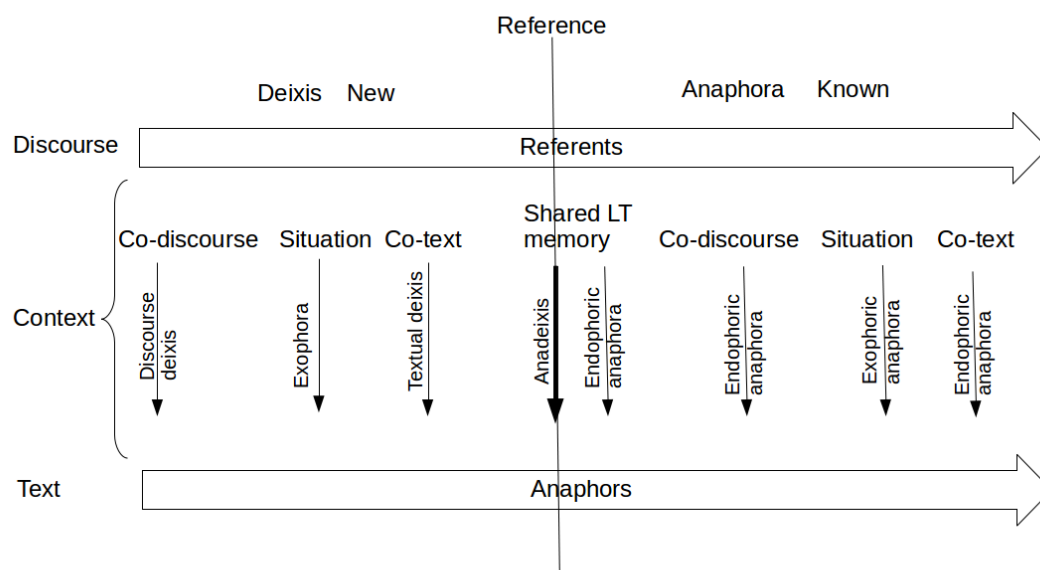 Reference
Deixis New
Anaphora Known
Discourse
Referents
Context
Co-discourse
Situation
Co-text
Shared LT
memory
Co-discourse
Situation
Co-text
Discourse
deixis
Exophora
Textual deixis
Anadeixis
Endophoric
anaphora
Endophoric
anaphora
Exophoric
anaphora
Endophoric
anaphora
Text
Anaphors